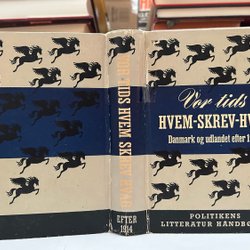 VOR TIDS HVEM SKREV HVAD
EFTER
1914
Vor tids
HVEM-SKREV-HV
Danmark og udlandet efter 1
POLITIKENS
LITTERATUR HÅNDBØ